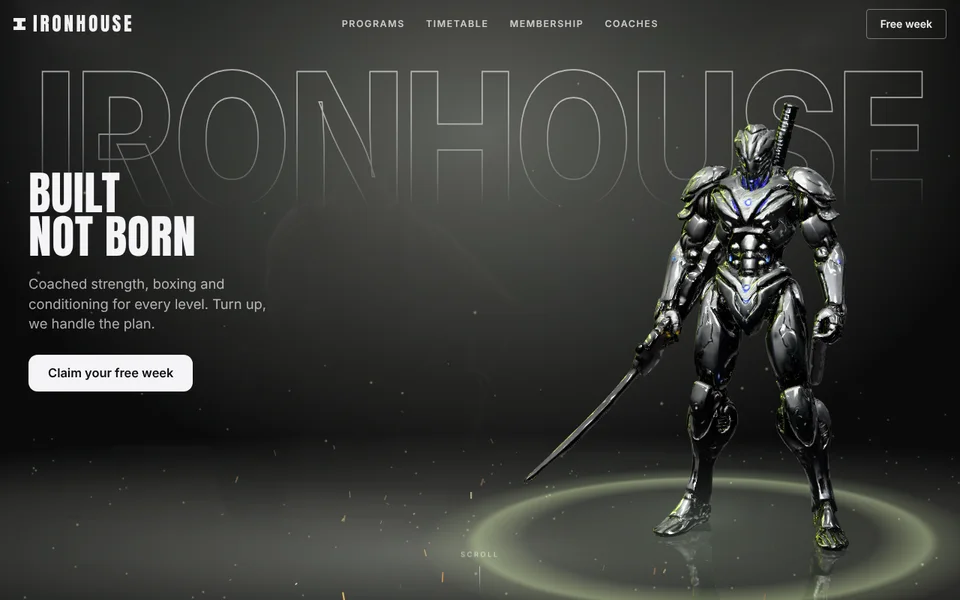 IRONHOUSE
PROGRAMS TIMETABLE MEMBERSHIP COACHES
Free week
IRONHOUSE
BUILT
NOT BORN
Coached strength, boxing and
conditioning for every level. Turn up,
we handle the plan.
Claim your free week
SCROLL